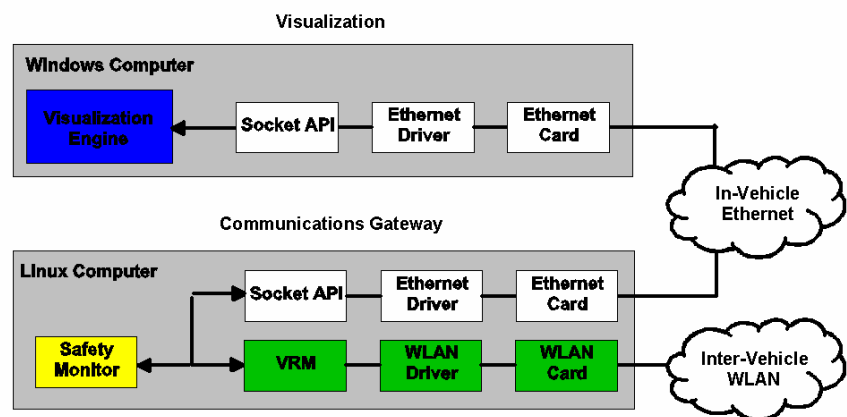 Visualization
WIndows Computer
Visualization
Engine
Socket API
Ethernet
Driver
Ethernet
Card
In-Vehicle
Ethernet
Communications Gateway
LInux Computer
Socket API
Ethernet
Driver
Ethernet
Card
Safety
Monitor
VRM
WLAN
Driver
WLAN
Card
Inter-Vehicle
WLAN